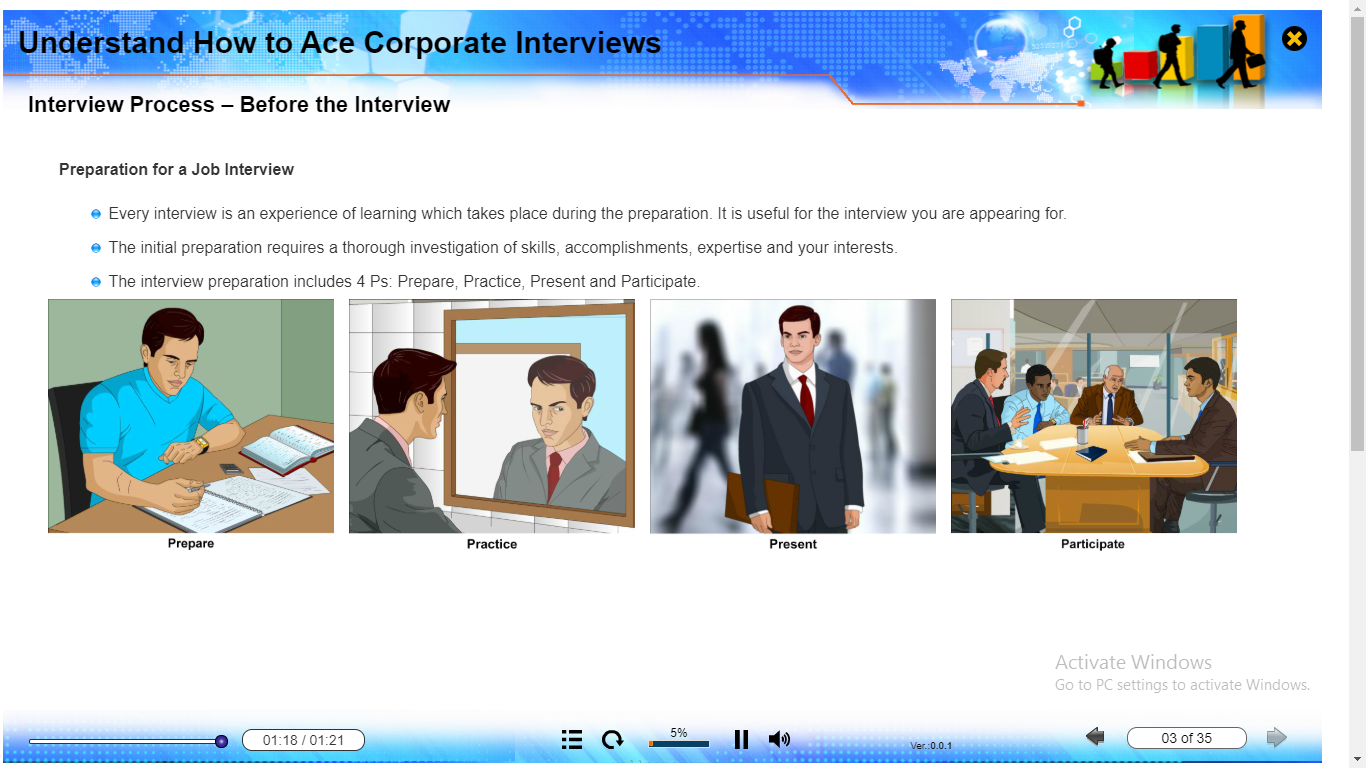 Understand How to Ace Corporate Interviews
Interview Process – Before the Interview
Preparation for a Job Interview
Every interview is an experience of learning which takes place during the preparation. It is useful for the interview you are appearing for.
The initial preparation requires a thorough investigation of skills, accomplishments, expertise and your interests.
The interview preparation includes 4 Ps: Prepare, Practice, Present and Participate.
Prepare
Practice
Present
Participate
Activate Windows
Go to PC settings to activate Windows.
01:18 / 01:21
5%
Ver.:0.0.1
03 of 35